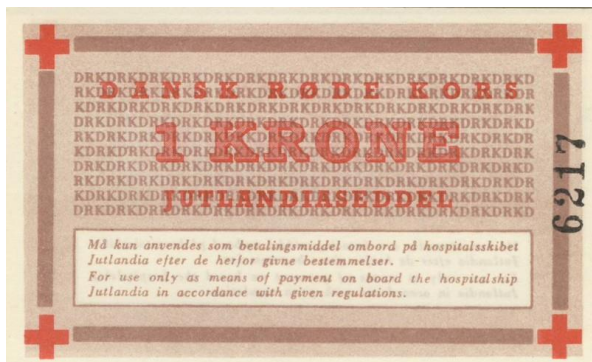 DANSK RØDE KORS
1 KRONE
JUTLANDIASEDDEL
6217
Må kun anvendes som betalingsmiddel ombord på hospitalsskibet
Jutlandia efter de herfor givne bestemmelser.
For use only as means of payment on board the hospitalship
Jutlandia in accordance with given regulations.